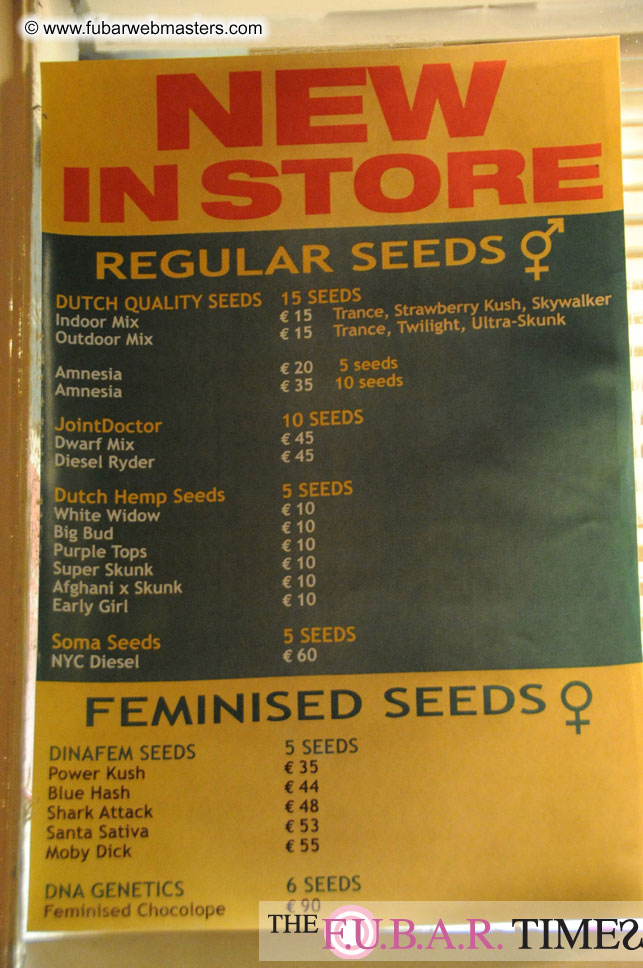 © www.fubarwebmasters.com
NEW
IN STORE
REGULAR SEEDS
DUTCH QUALITY SEEDS 15 SEEDS
Indoor Mix € 15 Trance, Strawberry Kush, Skywalker
Outdoor Mix € 15 Trance, Twilight, Ultra-Skunk
Amnesia € 20 5 seeds
Amnesia € 35 10 seeds
JointDoctor 10 SEEDS
Dwarf Mix € 45
Diesel Ryder € 45
Dutch Hemp Seeds 5 SEEDS
White Widow € 10
Big Bud € 10
Purple Tops € 10
Super Skunk € 10
Afghani x Skunk € 10
Early Girl € 10
Soma Seeds 5 SEEDS
NYC Diesel € 60
FEMINISED SEEDS
DINAFEM SEEDS 5 SEEDS
Power Kush € 35
Blue Hash € 44
Shark Attack € 48
Santa Sativa € 53
Moby Dick € 55
DNA GENETICS 6 SEEDS
Feminised Chocolope € 90
THE F.U.B.A.R. TIMES